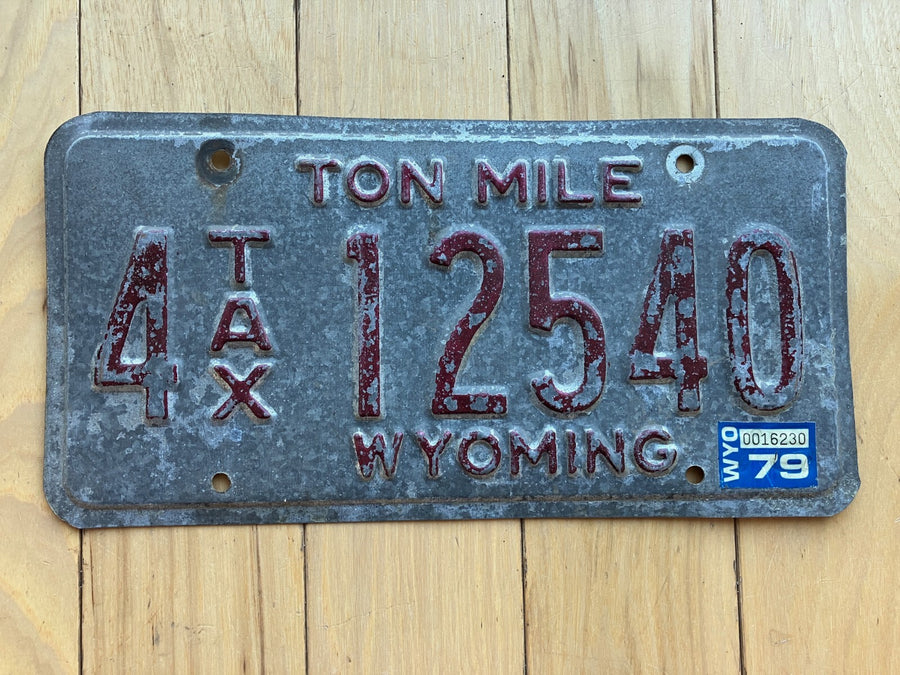 TON MILE
4 TAX 12540
WYOMING
WYO 0016230
79